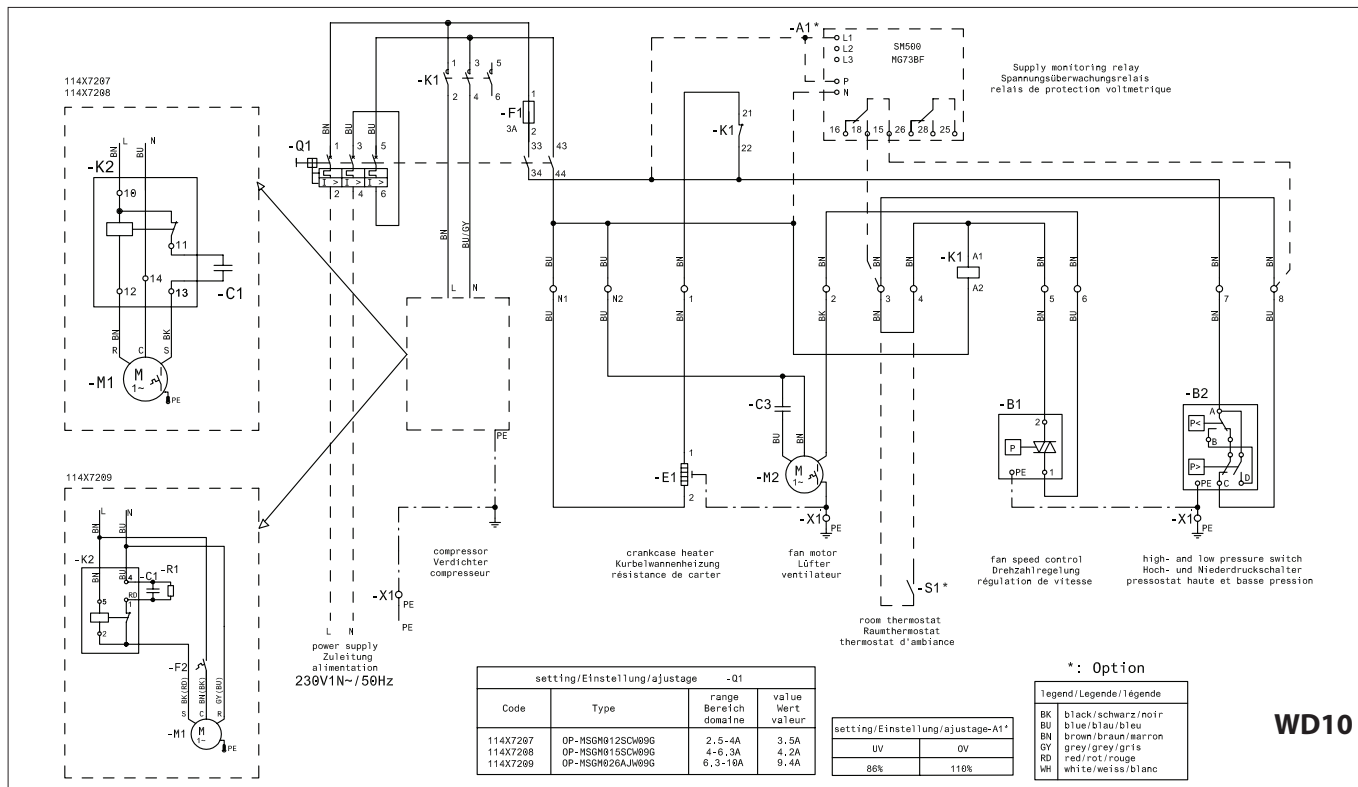 114X7207
114X7208
L N
BN BU
-K2
10
11
14
12 13
-C1
BN BU BK
R C S
-M1
M
1~
PE
114X7209
L N
BN BU
-K2
BN BU
4
-C1
-R1
RD
5
1
2
-F2
BK(RD) BN(BK) GY(BU)
S C R
-M1
M
1~
-Q1
BN BU BU
1 3 5
I> I> I>
2 4 6
-K1
1 3 5
2 4 6
-F1
3A
1
2
33 43
34 44
BN BU/GY
L N
PE
compressor
Verdichter
compresseur
-X1
PE
PE
L N
power supply
Zuleitung
alimentation
230V1N~/50Hz
-A1*
L1
L2
L3
P
N
SM500
MG73BF
16 18 15 26 28 25
Supply monitoring relay
Spannungsüberwachungsrelais
relais de protection voltmetrique
-K1
21
22
-K1
A1
A2
BU BU BN BN BN BN BN BN BN BN
N1 N2 1 2 3 4 5 6 7 8
BU BU BN BK BN BN BN BU BN BU
-E1
1
2
crankcase heater
Kurbelwannenheizung
résistance de carter
-C3
BU BN
-M2
M
1~
-X1
PE
fan motor
Lüfter
ventilateur
-S1*
room thermostat
Raumthermostat
thermostat d'ambiance
-B1
2
P
PE
1
fan speed control
Drehzahlregelung
régulation de vitesse
-B2
A
P<
B
P>
PE C D
-X1
PE
high- and low pressure switch
Hoch- und Niederdruckschalter
pressostat haute et basse pression
setting/Einstellung/ajustage -Q1
Code Type range Bereich domaine value Wert valeur
114X7207 OP-MSGM012SCW09G 2.5-4A 3.5A
114X7208 OP-MSGM015SCW09G 4-6,3A 4,2A
114X7209 OP-MSGM026AJW09G 6,3-10A 9.4A
setting/Einstellung/ajustage-A1*
UV OV
86% 110%
*: Option
legend/Legende/légende
BK black/schwarz/noir
BU blue/blau/bleu
BN brown/braun/marron
GY grey/grey/gris
RD red/rot/rouge
WH white/weiss/blanc
WD10